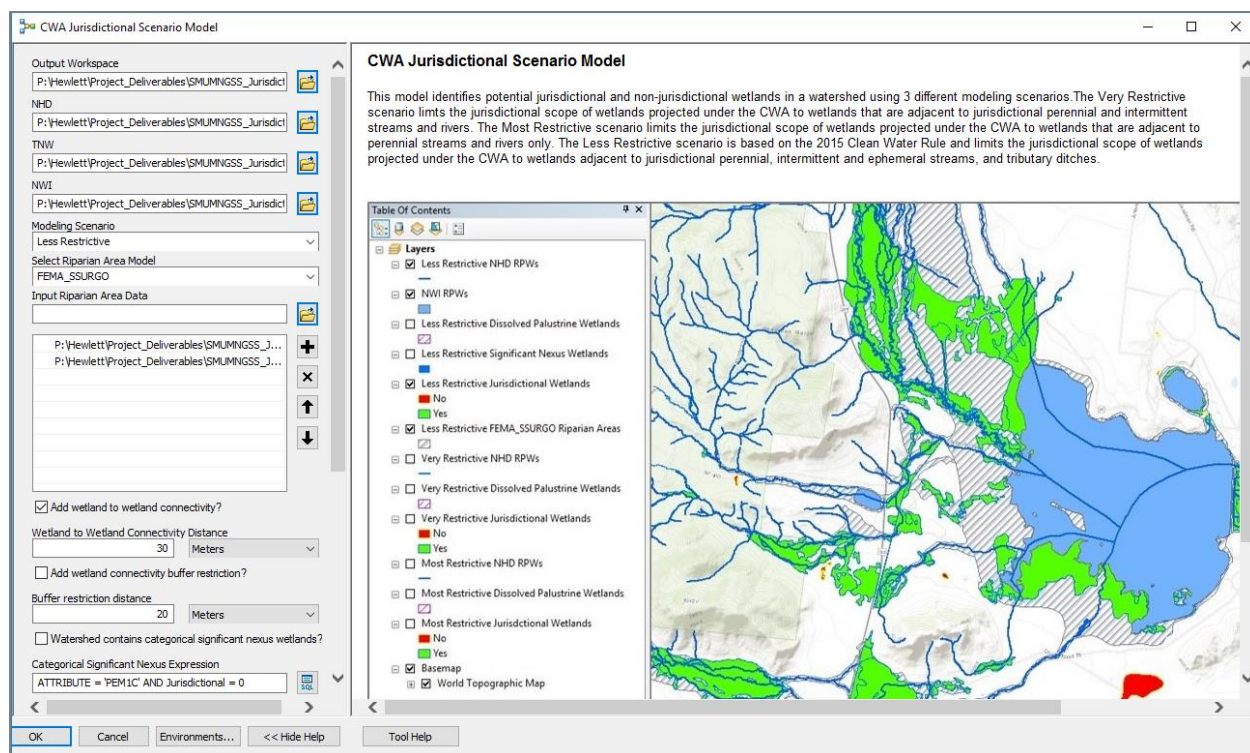 CWA Jurisdictional Scenario Model
Output Workspace
P:\Hewlett\Project_Deliverables\SMUMNGSS_Jurisdict
NHD
P:\Hewlett\Project_Deliverables\SMUMNGSS_Jurisdict
TNW
P:\Hewlett\Project_Deliverables\SMUMNGSS_Jurisdict
NWI
P:\Hewlett\Project_Deliverables\SMUMNGSS_Jurisdict
Modeling Scenario
Less Restrictive
Select Riparian Area Model
FEMA_SSURGO
Input Riparian Area Data
P:\Hewlett\Project_Deliverables\SMUMNGSS_J...
P:\Hewlett\Project_Deliverables\SMUMNGSS_J...
Add wetland to wetland connectivity?
Wetland to Wetland Connectivity Distance
30 Meters
Add wetland connectivity buffer restriction?
Buffer restriction distance
20 Meters
Watershed contains categorical significant nexus wetlands?
Categorical Significant Nexus Expression
ATTRIBUTE = 'PEM1C' AND Jurisdictional = 0
SQL
CWA Jurisdictional Scenario Model
This model identifies potential jurisdictional and non-jurisdictional wetlands in a watershed using 3 different modeling scenarios.The Very Restrictive
scenario limts the jurisdictional scope of wetlands projected under the CWA to wetlands that are adjacent to jurisdictional perennial and intermittent
streams and rivers. The Most Restrictive scenario limits the jurisdictional scope of wetlands projected under the CWA to wetlands that are adjacent to
perennial streams and rivers only. The Less Restrictive scenario is based on the 2015 Clean Water Rule and limits the jurisdictional scope of wetlands
projected under the CWA to wetlands adjacent to jurisdictional perennial, intermittent and ephemeral streams, and tributary ditches.
Table Of Contents
Layers
Less Restrictive NHD RPWs
NWI RPWs
Less Restrictive Dissolved Palustrine Wetlands
Less Restrictive Significant Nexus Wetlands
Less Restrictive Jurisdictional Wetlands
No
Yes
Less Restrictive FEMA_SSURGO Riparian Areas
Very Restrictive NHD RPWs
Very Restrictive Dissolved Palustrine Wetlands
Very Restrictive Jurisdictional Wetlands
No
Yes
Most Restrictive NHD RPWs
Most Restrictive Dissolved Palustrine Wetlands
Most Restrictive Jurisdctional Wetlands
No
Yes
Basemap
World Topographic Map
OK
Cancel
Environments...
<< Hide Help
Tool Help